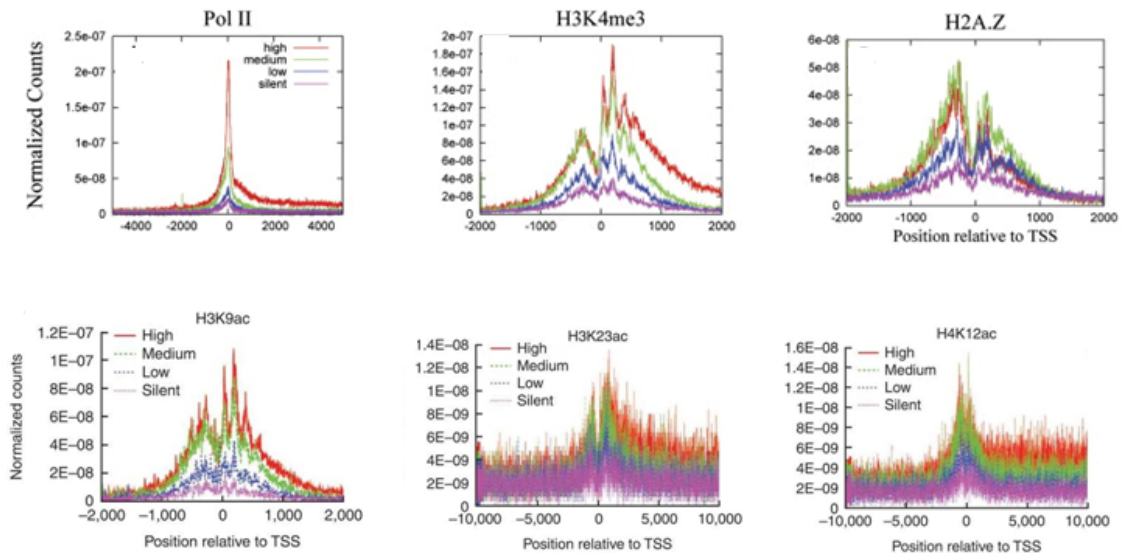 Pol II
Normalized Counts
2.5e-07
2e-07
1.5e-07
1e-07
5e-08
0
high
medium
low
silent
-4000 -2000 0 2000 4000
H3K4me3
2e-07
1.8e-07
1.6e-07
1.4e-07
1.2e-07
1e-07
8e-08
6e-08
4e-08
2e-08
0
-2000 -1000 0 1000 2000
H2A.Z
6e-08
5e-08
4e-08
3e-08
2e-08
1e-08
0
-2000 -1000 0 1000 2000
Position relative to TSS
H3K9ac
Normalized counts
1.2E–07
1E–07
8E–08
6E–08
4E–08
2E–08
0
High
Medium
Low
Silent
–2,000 –1,000 0 1,000 2,000
Position relative to TSS
H3K23ac
1.4E–08
1.2E–08
1E–08
8E–09
6E–09
4E–09
2E–09
0
High
Medium
Low
Silent
–10,000 –5,000 0 5,000 10,000
Position relative to TSS
H4K12ac
1.6E–08
1.4E–08
1.2E–08
1E–08
8E–09
6E–09
4E–09
2E–09
0
High
Medium
Low
Silent
–10,000 –5,000 0 5,000 10,000
Position relative to TSS